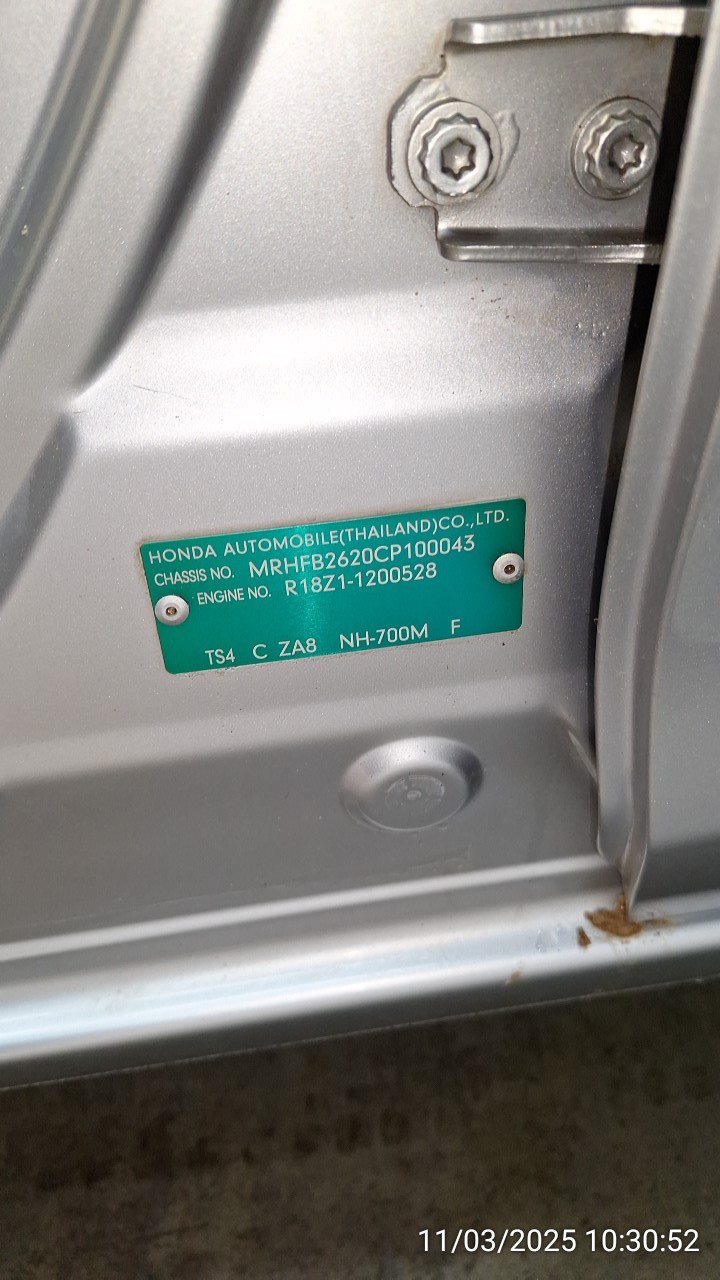 HONDA AUTOMOBILE(THAILAND)CO.,LTD.
CHASSIS NO. MRHFB2620CP100043
ENGINE NO. R18Z1-1200528
TS4 C ZA8 NH-700M F
11/03/2025 10:30:52